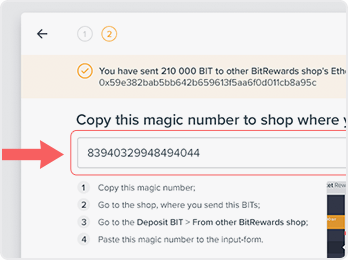 1 2
You have sent 210 000 BIT to other BitRewards shop's Eth
0x59e382bab5bb642b659613f5aa6f0d011cb8a95c
Copy this magic number to shop where
83940329948494044
1 Copy this magic number;
2 Go to the shop, where you send this BITs;
3 Go to the Deposit BIT > From other BitRewards shop;
4 Paste this magic number to the input-form.